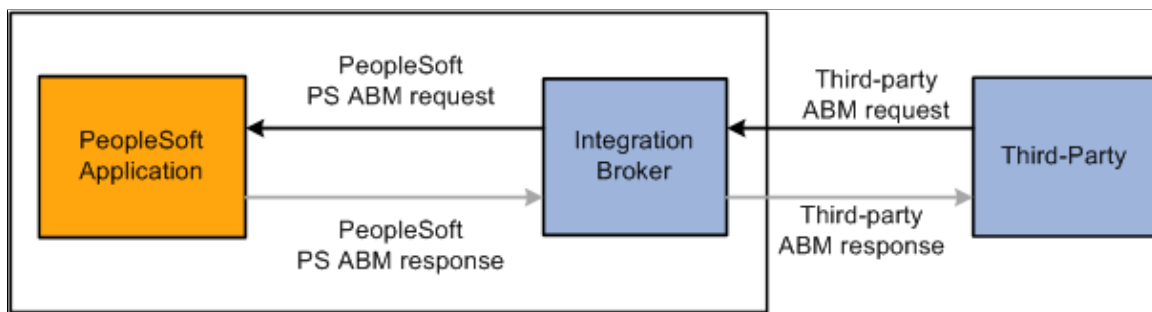 PeopleSoft
PS ABM request
Third-party
ABM request
PeopleSoft
Application
Integration
Broker
Third-Party
PeopleSoft
PS ABM response
Third-party
ABM response